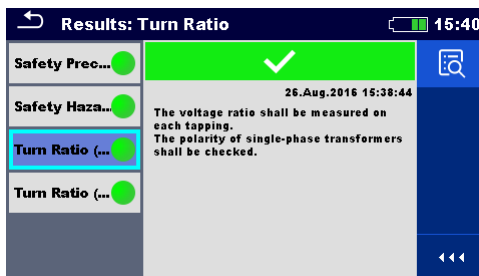 Results: Turn Ratio
15:40
Safety Prec...
Safety Haza...
Turn Ratio (...
Turn Ratio (...
26.Aug.2016 15:38:44
The voltage ratio shall be measured on
each tapping.
The polarity of single-phase transformers
shall be checked.